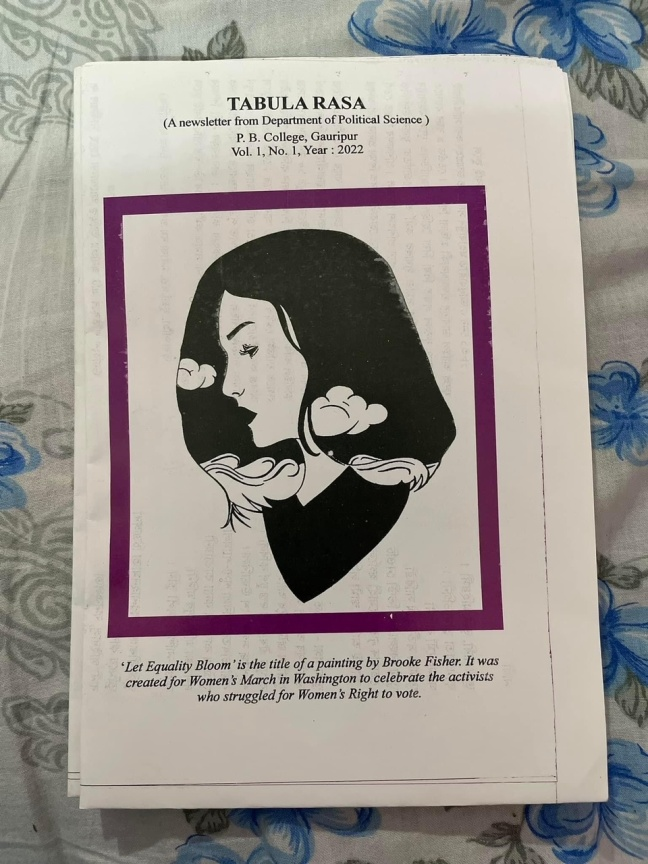 TABULA RASA
(A newsletter from Department of Political Science )
P. B. College, Gauripur
Vol. 1, No. 1, Year : 2022
‘Let Equality Bloom’ is the title of a painting by Brooke Fisher. It was
created for Women’s March in Washington to celebrate the activists
who struggled for Women’s Right to vote.